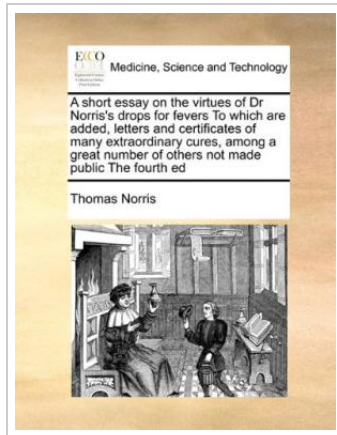 ECCO
Medicine, Science and Technology
A short essay on the virtues of Dr
Norris's drops for fevers To which are
added, letters and certificates of
many extraordinary cures, among a
great number of others not made
public The fourth ed
Thomas Norris